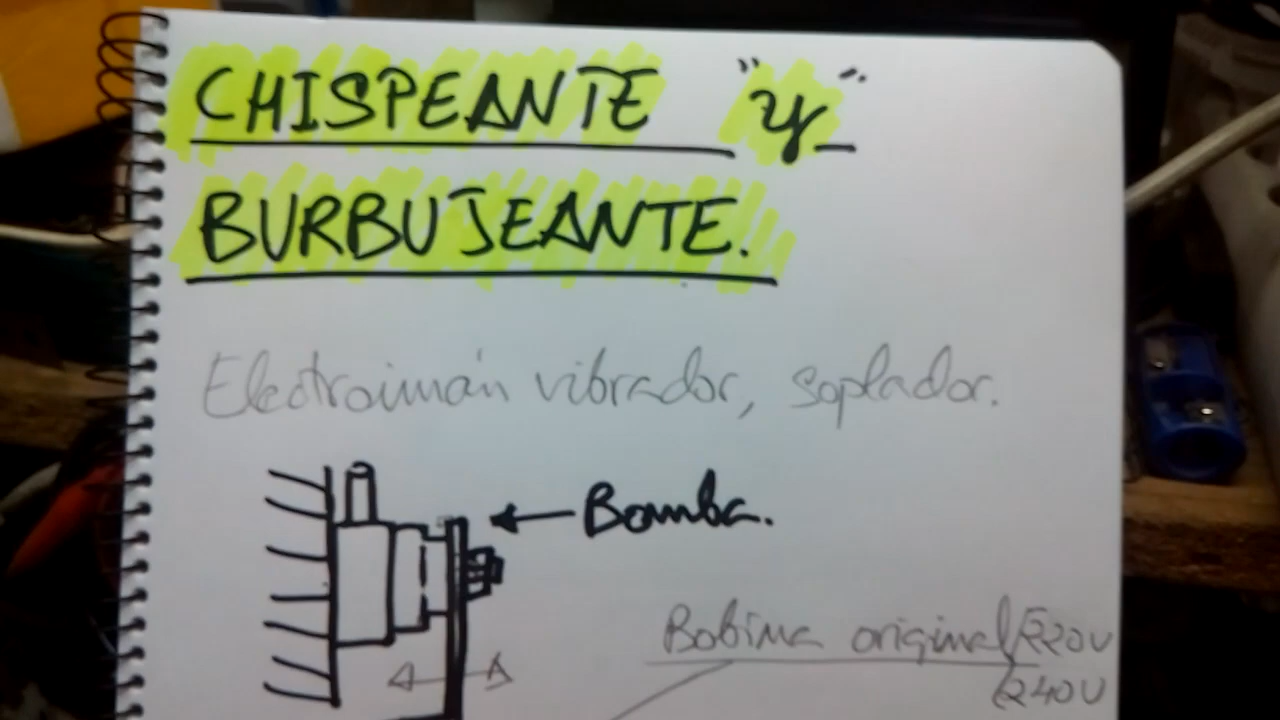 CHISPEANTE "y"
BURBUJEANTE.
Electroimán vibrador, soplador.
Bomba.
Bobina original 220V
240V